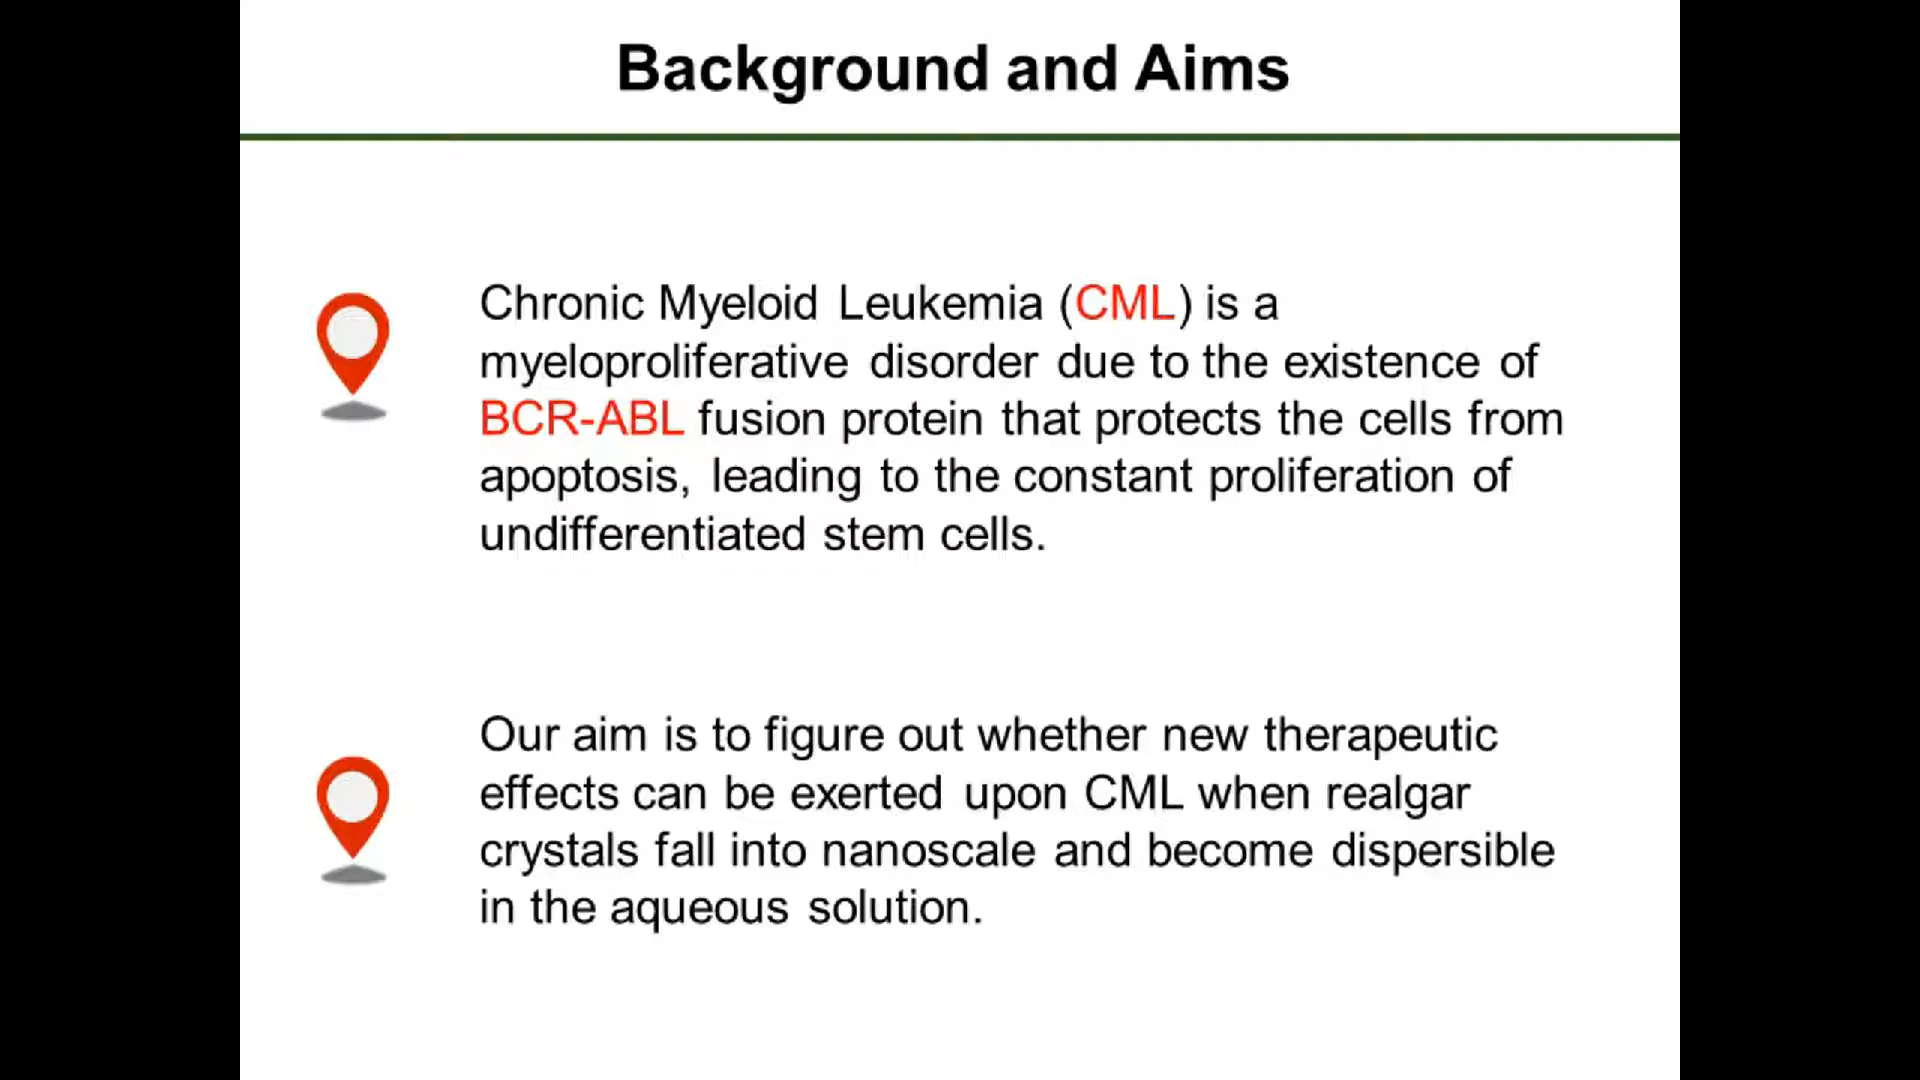 Background and Aims
Chronic Myeloid Leukemia (CML) is a
myeloproliferative disorder due to the existence of
BCR-ABL fusion protein that protects the cells from
apoptosis, leading to the constant proliferation of
undifferentiated stem cells.
Our aim is to figure out whether new therapeutic
effects can be exerted upon CML when realgar
crystals fall into nanoscale and become dispersible
in the aqueous solution.